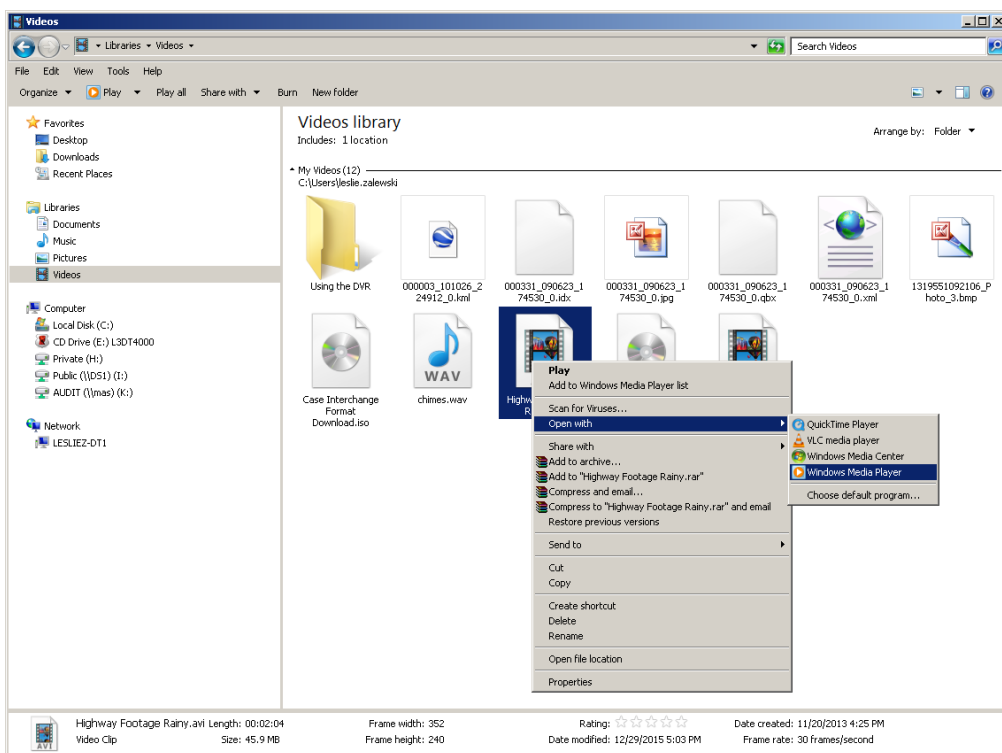 Videos
Libraries Videos
Search Videos
File Edit View Tools Help
Organize Play Play all Share with Burn New folder
Favorites
Desktop
Downloads
Recent Places
Libraries
Documents
Music
Pictures
Videos
Computer
Local Disk (C:)
CD Drive (E:) L3DT4000
Private (H:)
Public (\\DS1) (I:)
AUDIT (\\mas) (K:)
Network
LESLIEZ-DT1
Videos library
Includes: 1 location
Arrange by: Folder
My Videos (12)
C:\Users\leslie.zalewski
Using the DVR
000003_101026_2
24912_0.kml
000331_090623_1
74530_0.idx
000331_090623_1
74530_0.jpg
000331_090623_1
74530_0.qbx
000331_090623_1
74530_0.xml
1319551092106_P
hoto_3.bmp
WAV
Case Interchange
Format
Download.iso
chimes.wav
Highw
R
Play
Add to Windows Media Player list
Scan for Viruses...
Open with
Share with
Add to archive...
Add to "Highway Footage Rainy.rar"
Compress and email...
Compress to "Highway Footage Rainy.rar" and email
Restore previous versions
Send to
Cut
Copy
Create shortcut
Delete
Rename
Open file location
Properties
QuickTime Player
VLC media player
Windows Media Center
Windows Media Player
Choose default program...
AVI
Highway Footage Rainy.avi Length: 00:02:04 Frame width: 352 Rating: Date created: 11/20/2013 4:25 PM
Video Clip Size: 45.9 MB Frame height: 240 Date modified: 12/29/2015 5:03 PM Frame rate: 30 frames/second